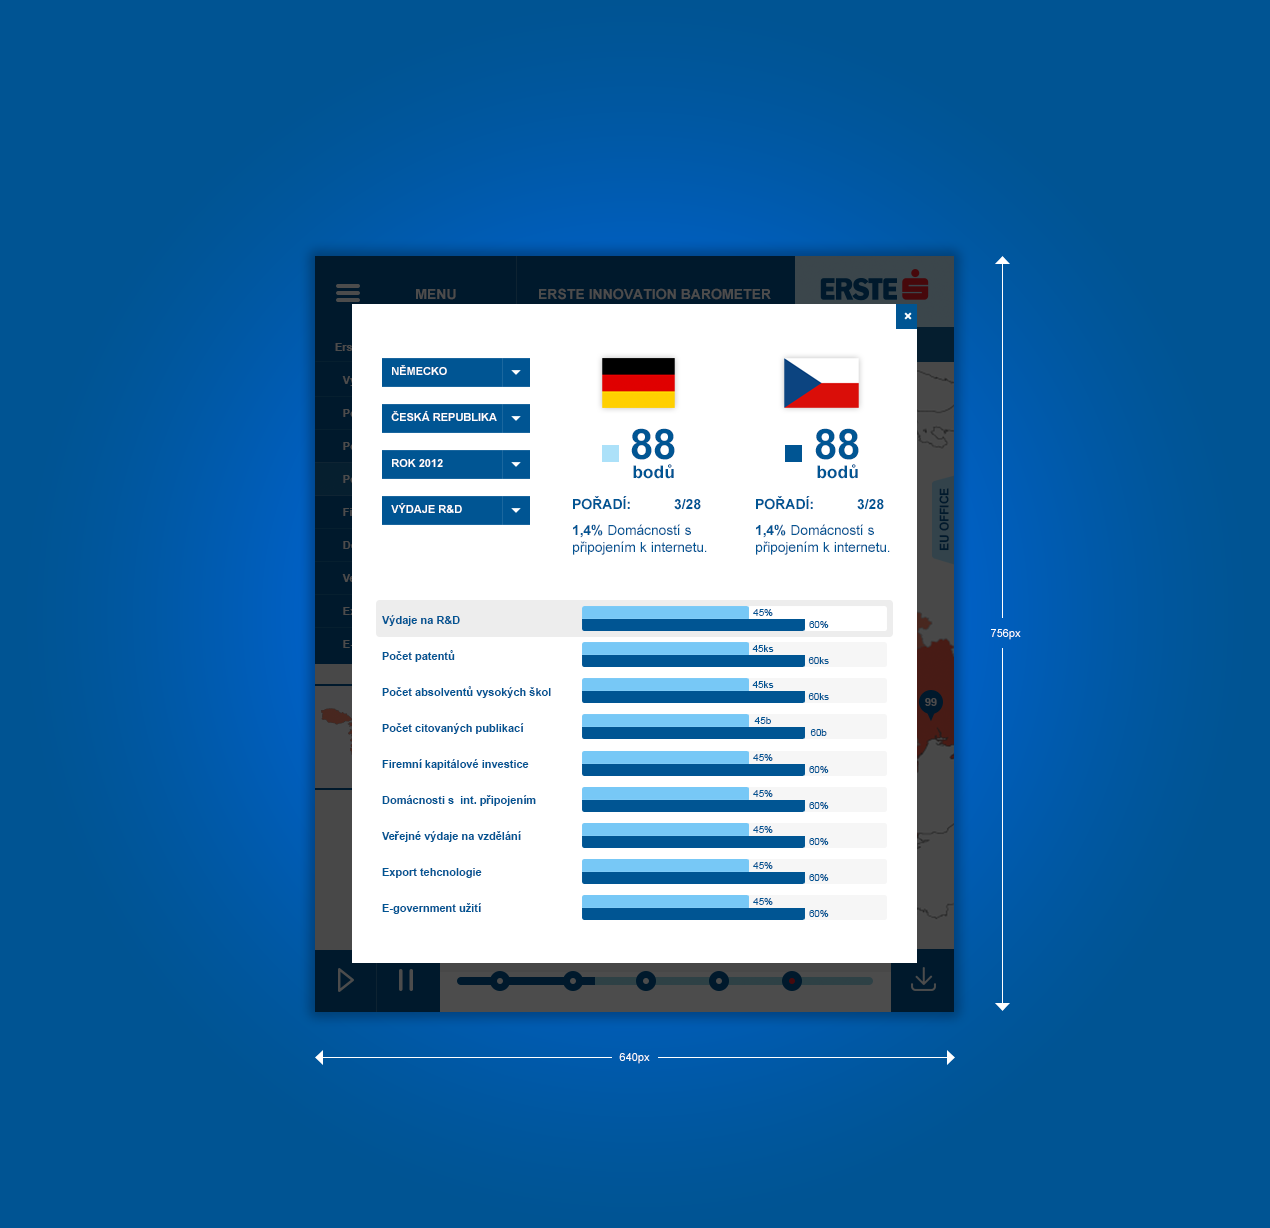 MENU
ERSTE INNOVATION BAROMETER
ERSTE
×
NĚMECKO
ČESKÁ REPUBLIKA
ROK 2012
VÝDAJE R&D
88
bodů
POŘADÍ: 3/28
1,4% Domácností s
připojením k internetu.
88
bodů
POŘADÍ: 3/28
1,4% Domácností s
připojením k internetu.
EU OFFICE
99
Výdaje na R&D
45%
60%
Počet patentů
45ks
60ks
Počet absolventů vysokých škol
45ks
60ks
Počet citovaných publikací
45b
60b
Firemní kapitálové investice
45%
60%
Domácnosti s int. připojením
45%
60%
Veřejné výdaje na vzdělání
45%
60%
Export tehcnologie
45%
60%
E-government užití
45%
60%
756px
640px